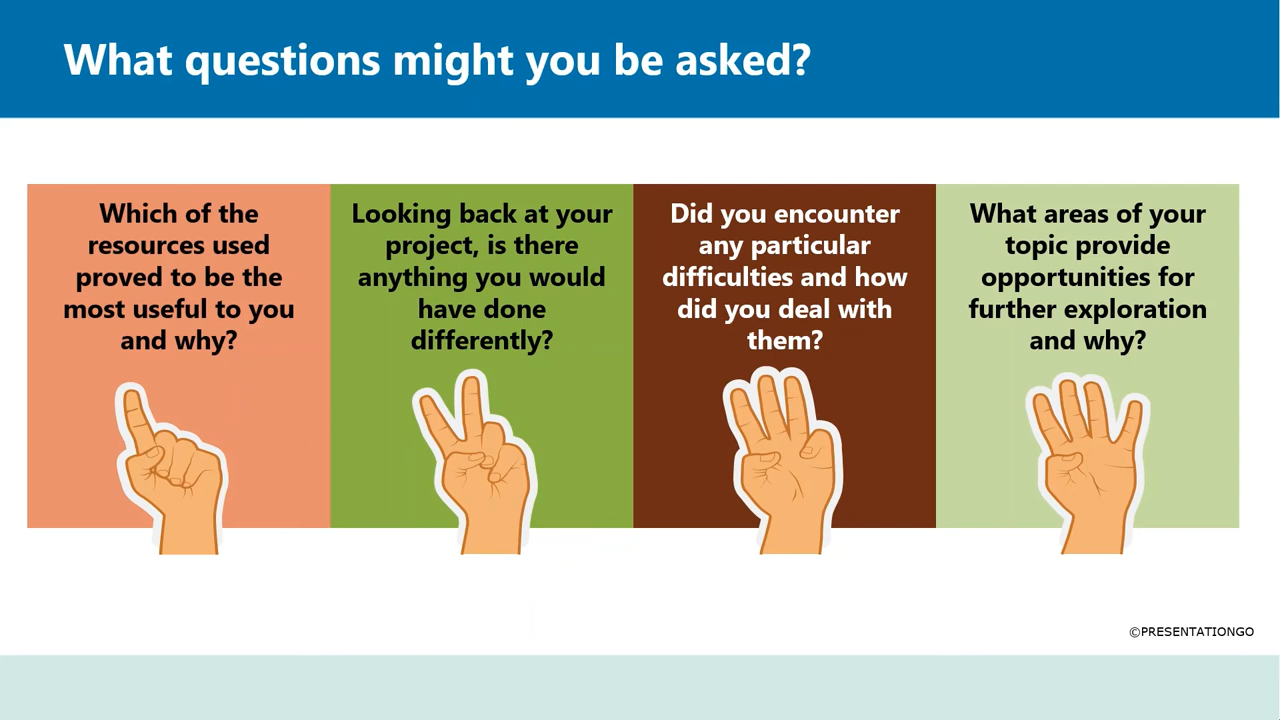 What questions might you be asked?
Which of the
resources used
proved to be the
most useful to you
and why?
Looking back at your
project, is there
anything you would
have done
differently?
Did you encounter
any particular
difficulties and how
did you deal with
them?
What areas of your
topic provide
opportunities for
further exploration
and why?
©PRESENTATIONGO